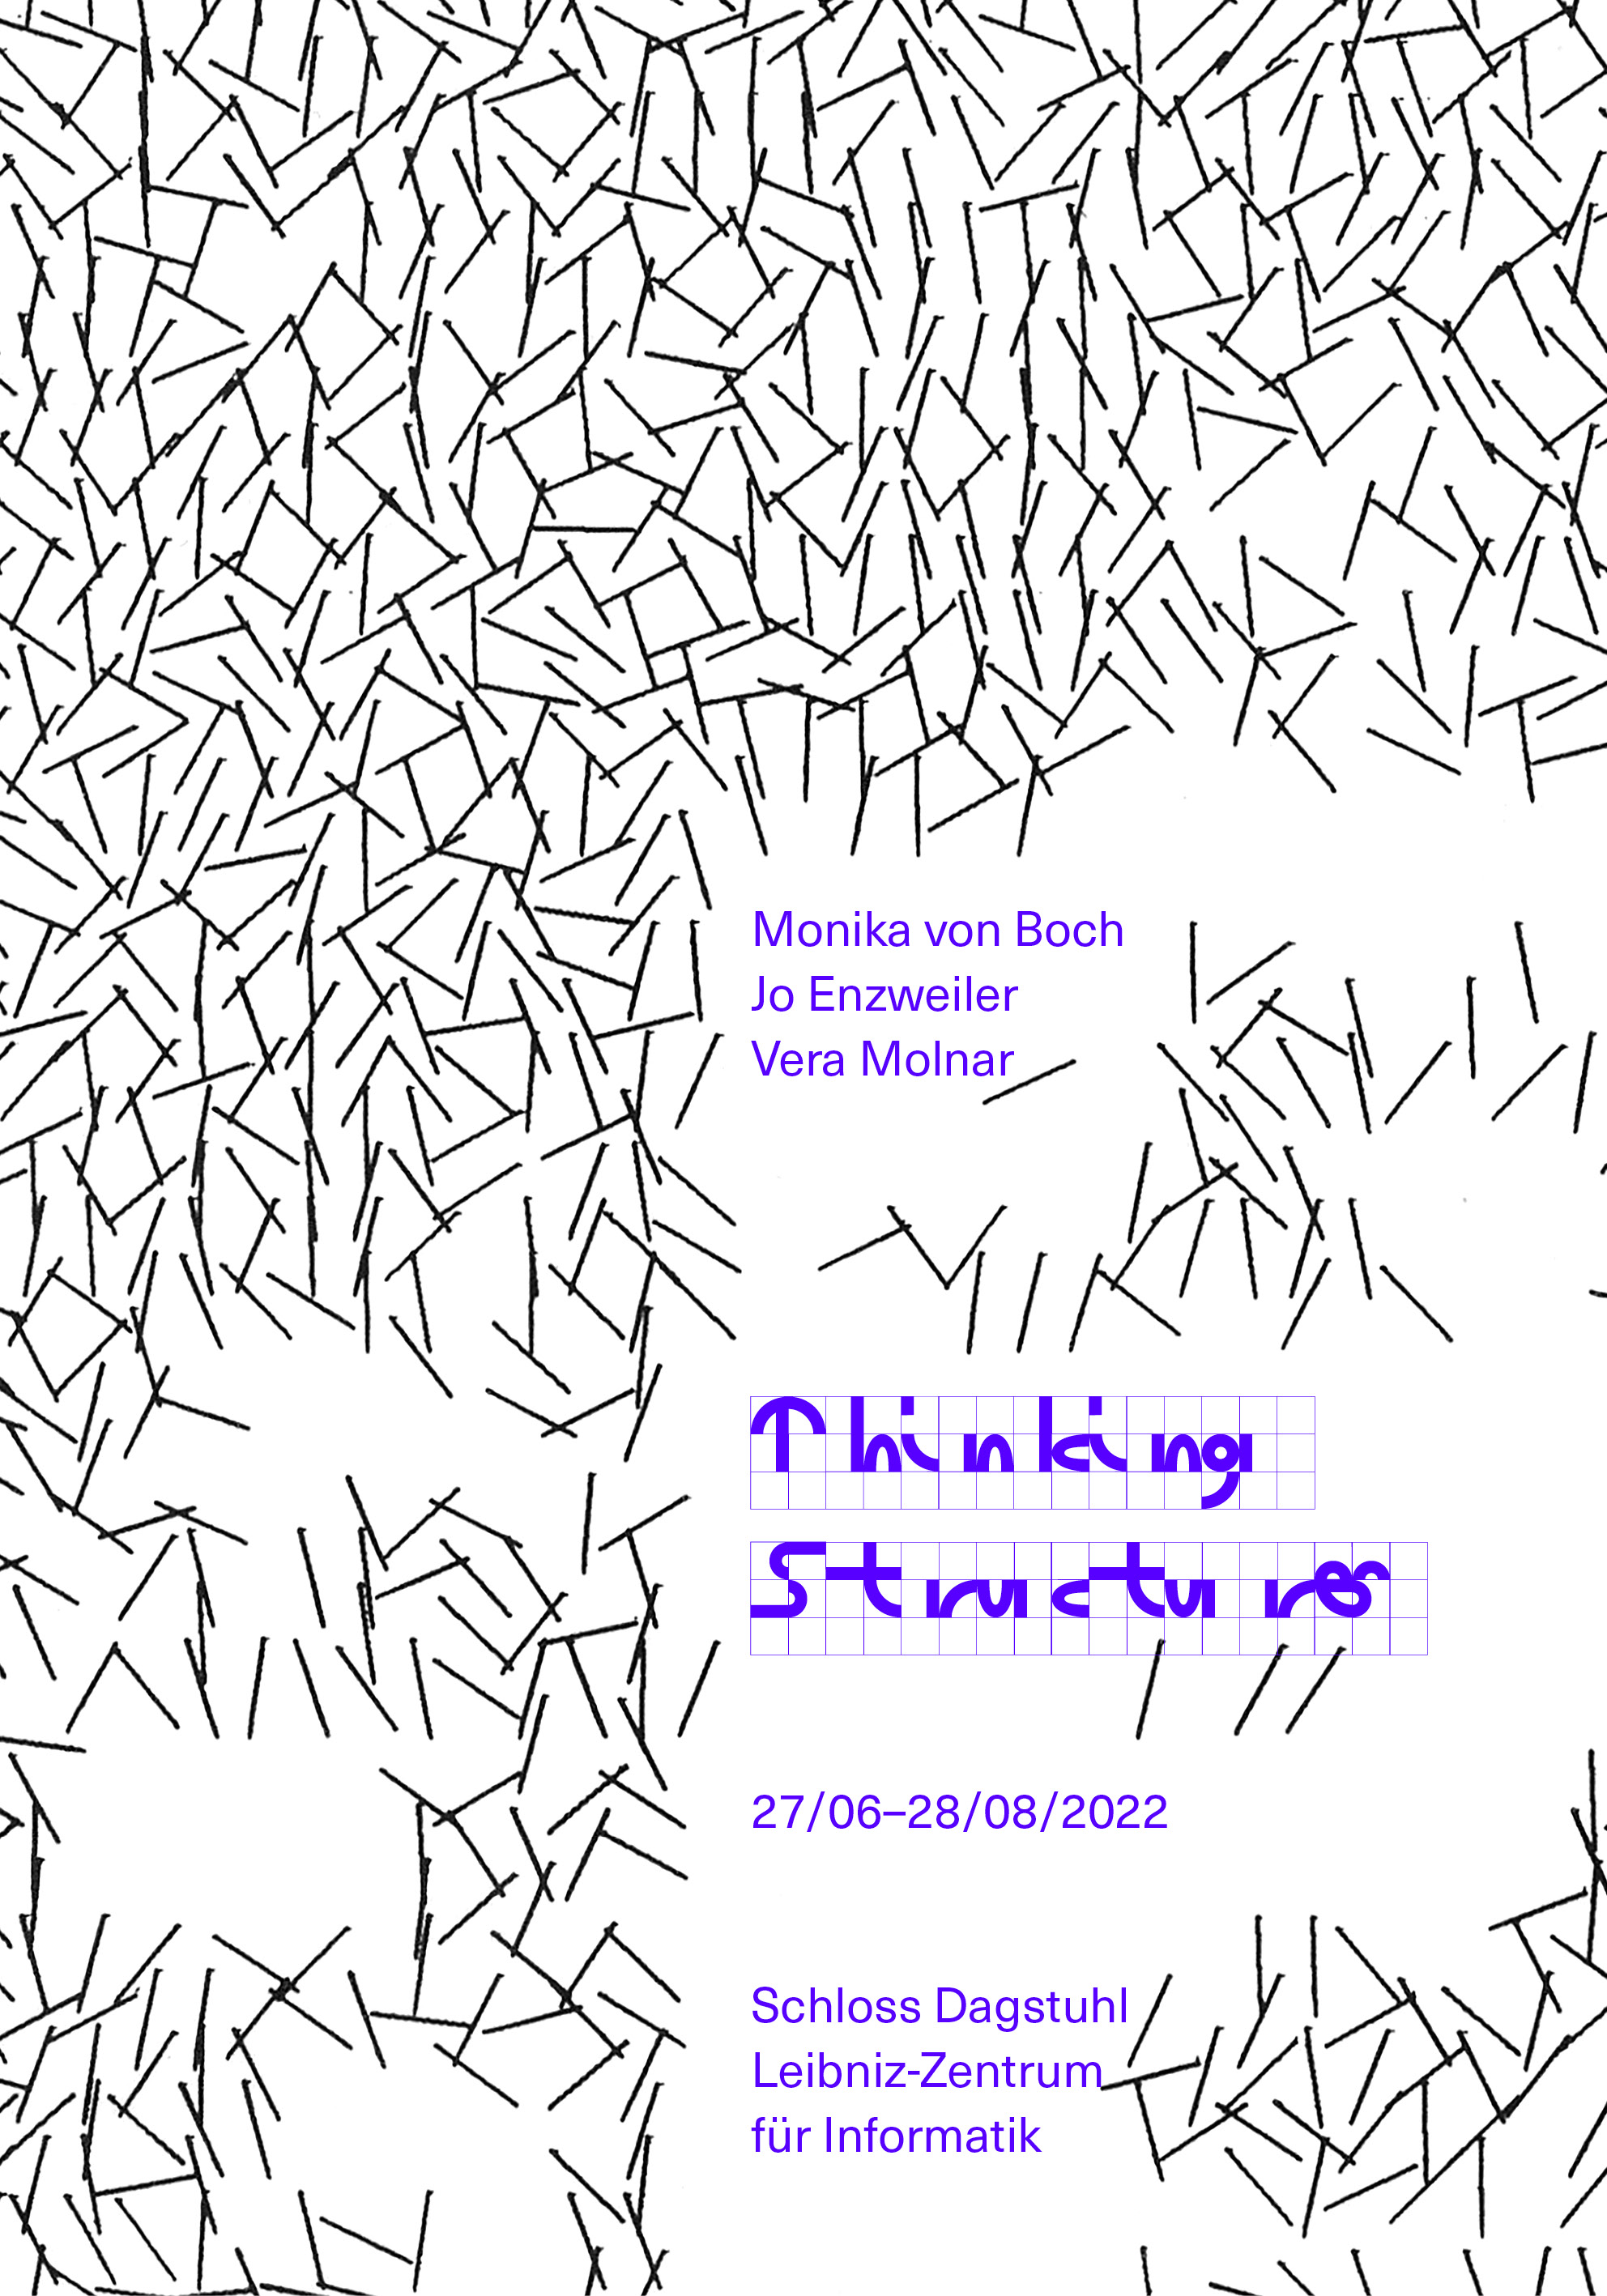 Monika von Boch
Jo Enzweiler
Vera Molnar
Thinking
Structures
27/06–28/08/2022
Schloss Dagstuhl
Leibniz-Zentrum
für Informatik